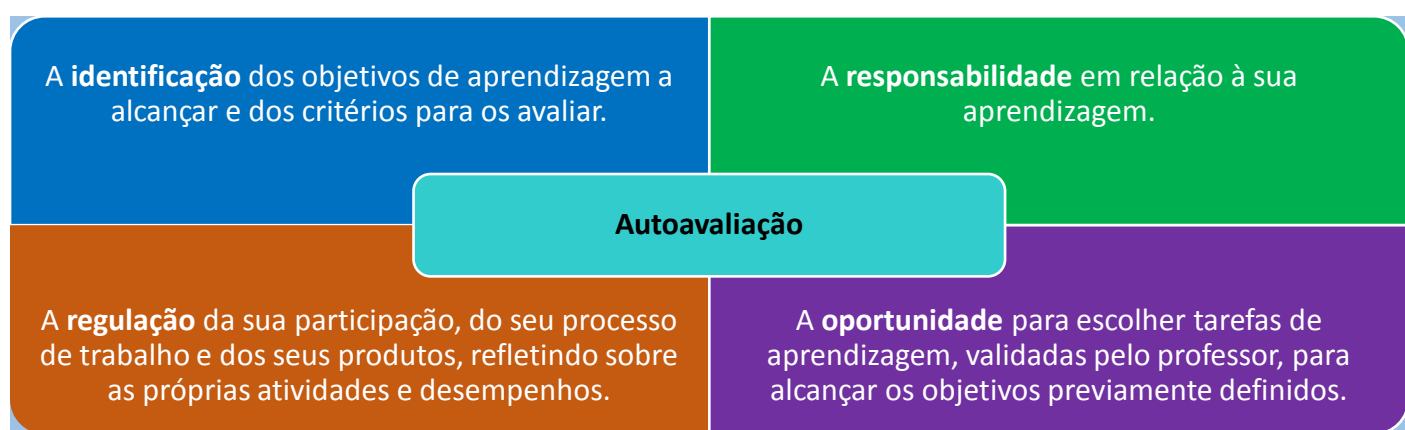 A identificação dos objetivos de aprendizagem a
alcançar e dos critérios para os avaliar.
A responsabilidade em relação à sua
aprendizagem.
Autoavaliação
A regulação da sua participação, do seu processo
de trabalho e dos seus produtos, refletindo sobre
as próprias atividades e desempenhos.
A oportunidade para escolher tarefas de
aprendizagem, validadas pelo professor, para
alcançar os objetivos previamente definidos.